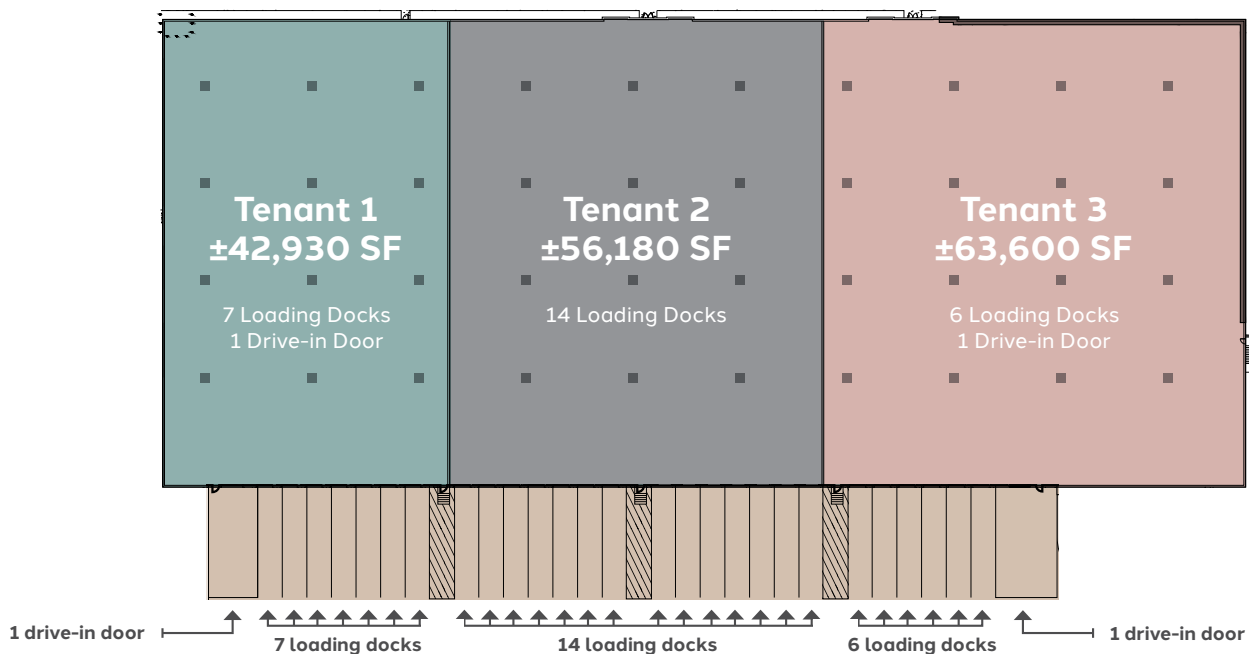 Tenant 1
±42,930 SF
7 Loading Docks
1 Drive-in Door
Tenant 2
±56,180 SF
14 Loading Docks
Tenant 3
±63,600 SF
6 Loading Docks
1 Drive-in Door
1 drive-in door
7 loading docks
14 loading docks
6 loading docks
1 drive-in door